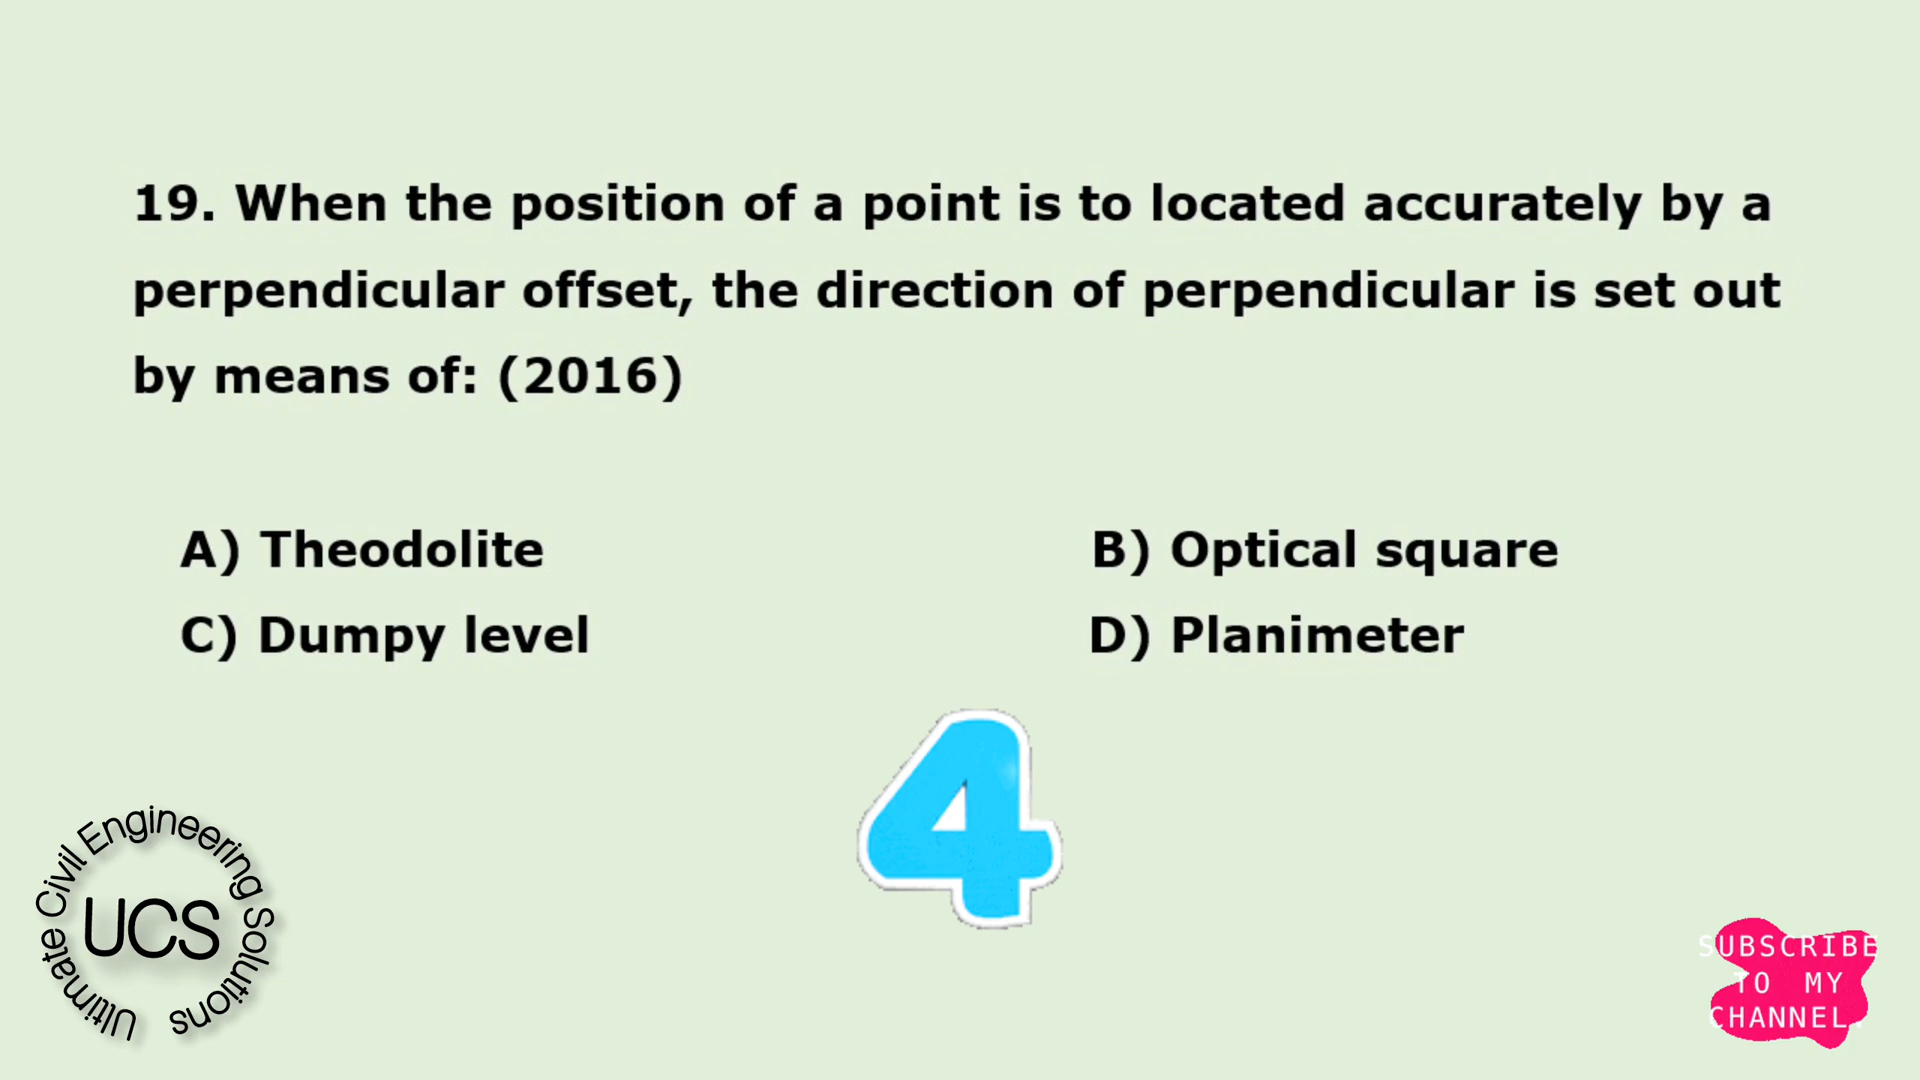 19. When the position of a point is to located accurately by a
perpendicular offset, the direction of perpendicular is set out
by means of: (2016)
A) Theodolite
B) Optical square
C) Dumpy level
D) Planimeter
4
Ultimate Civil Engineering Solutions
UCS
SUBSCRIBE
TO MY
CHANNEL.